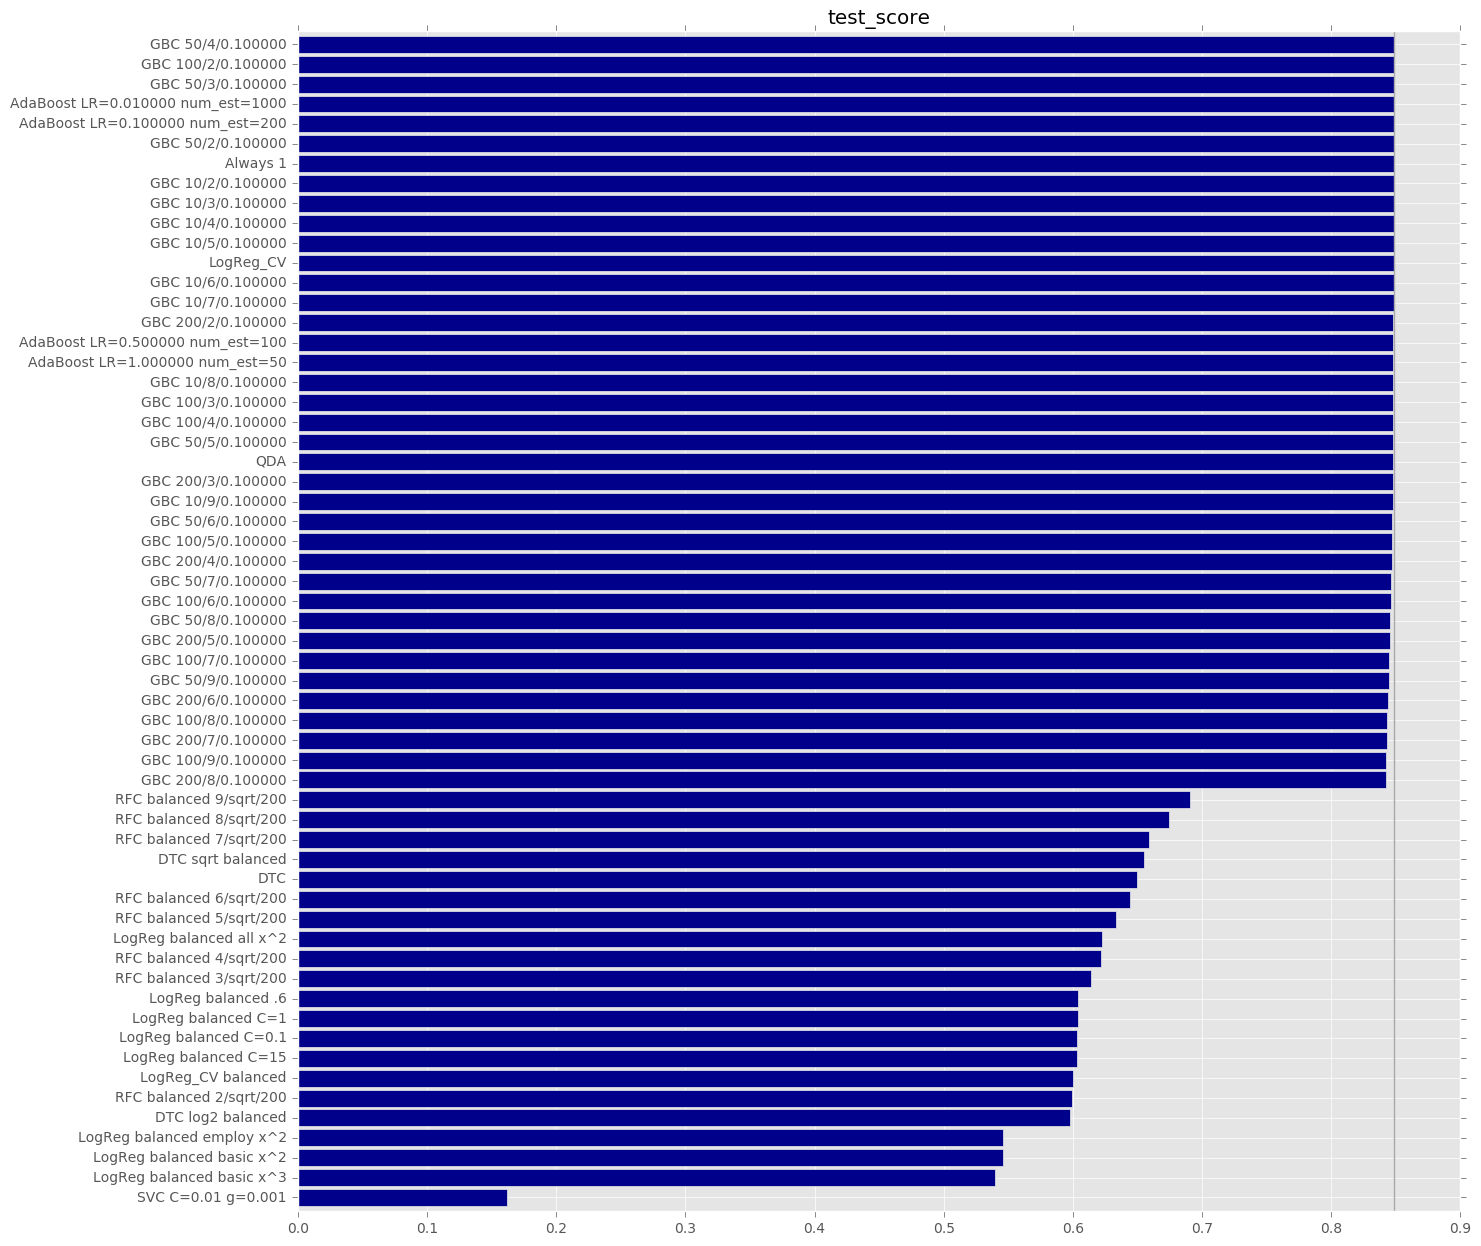 test_score
GBC 50/4/0.100000
GBC 100/2/0.100000
GBC 50/3/0.100000
AdaBoost LR=0.010000 num_est=1000
AdaBoost LR=0.100000 num_est=200
GBC 50/2/0.100000
Always 1
GBC 10/2/0.100000
GBC 10/3/0.100000
GBC 10/4/0.100000
GBC 10/5/0.100000
LogReg_CV
GBC 10/6/0.100000
GBC 10/7/0.100000
GBC 200/2/0.100000
AdaBoost LR=0.500000 num_est=100
AdaBoost LR=1.000000 num_est=50
GBC 10/8/0.100000
GBC 100/3/0.100000
GBC 100/4/0.100000
GBC 50/5/0.100000
QDA
GBC 200/3/0.100000
GBC 10/9/0.100000
GBC 50/6/0.100000
GBC 100/5/0.100000
GBC 200/4/0.100000
GBC 50/7/0.100000
GBC 100/6/0.100000
GBC 50/8/0.100000
GBC 200/5/0.100000
GBC 100/7/0.100000
GBC 50/9/0.100000
GBC 200/6/0.100000
GBC 100/8/0.100000
GBC 200/7/0.100000
GBC 100/9/0.100000
GBC 200/8/0.100000
RFC balanced 9/sqrt/200
RFC balanced 8/sqrt/200
RFC balanced 7/sqrt/200
DTC sqrt balanced
DTC
RFC balanced 6/sqrt/200
RFC balanced 5/sqrt/200
LogReg balanced all x^2
RFC balanced 4/sqrt/200
RFC balanced 3/sqrt/200
LogReg balanced .6
LogReg balanced C=1
LogReg balanced C=0.1
LogReg balanced C=15
LogReg_CV balanced
RFC balanced 2/sqrt/200
DTC log2 balanced
LogReg balanced employ x^2
LogReg balanced basic x^2
LogReg balanced basic x^3
SVC C=0.01 g=0.001
0.0 0.1 0.2 0.3 0.4 0.5 0.6 0.7 0.8 0.9